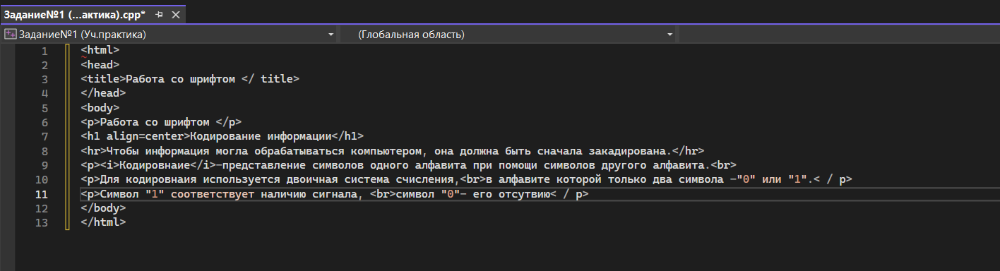 Задание№1 (...актика).cpp*
Задание№1 (Уч.практика) (Глобальная область)
1 <html>
2 <head>
3 <title>Работа со шрифтом </ title>
4 </head>
5 <body>
6 <p>Работа со шрифтом </p>
7 <h1 align=center>Кодирование информации</h1>
8 <hr>Чтобы информация могла обрабатываться компьютером, она должна быть сначала закадирована.</hr>
9 <p><i>Кодировнаие</i>-представление символов одного алфавита при помощи символов другого алфавита.<br>
10 <p>Для кодировнаия используется двоичная система счисления,<br>в алфавите которой только два символа -"0" или "1".< / p>
11 <p>Символ "1" соответствует наличию сигнала, <br>символ "0"- его отсутвию< / p>
12 </body>
13 </html>